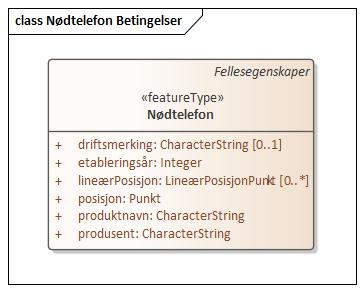 class Nødtelefon Betingelser
Fellesegenskaper
«featureType»
Nødtelefon
+ driftsmerking: CharacterString [0..1]
+ etableringsår: Integer
+ lineærPosisjon: LineærPosisjonPunkt [0..*]
+ posisjon: Punkt
+ produktnavn: CharacterString
+ produsent: CharacterString